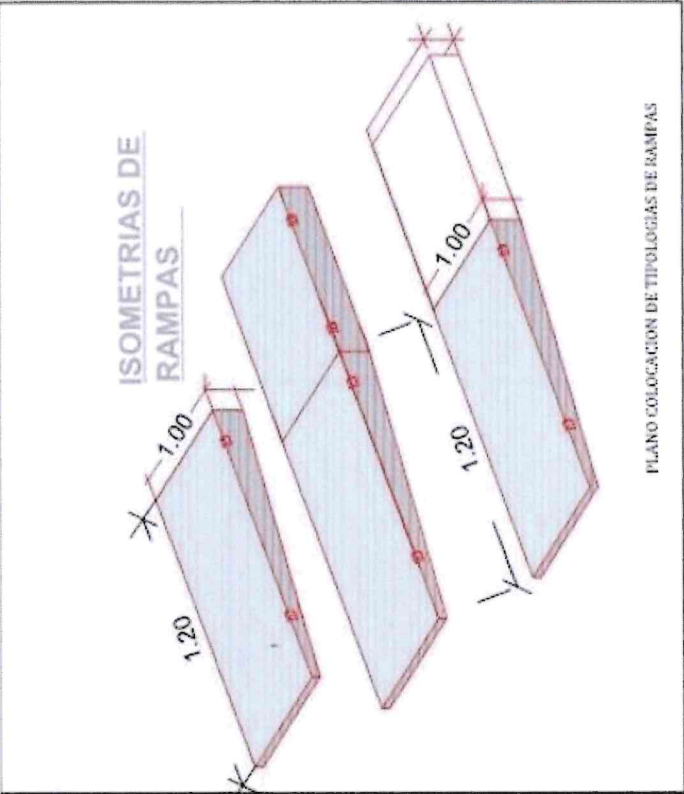 ISOMETRIAS DE
RAMPAS
1.00
1.20
1.00
1.20
PLANO COLOCACION DE TIPOLOGIAS DE RAMPAS